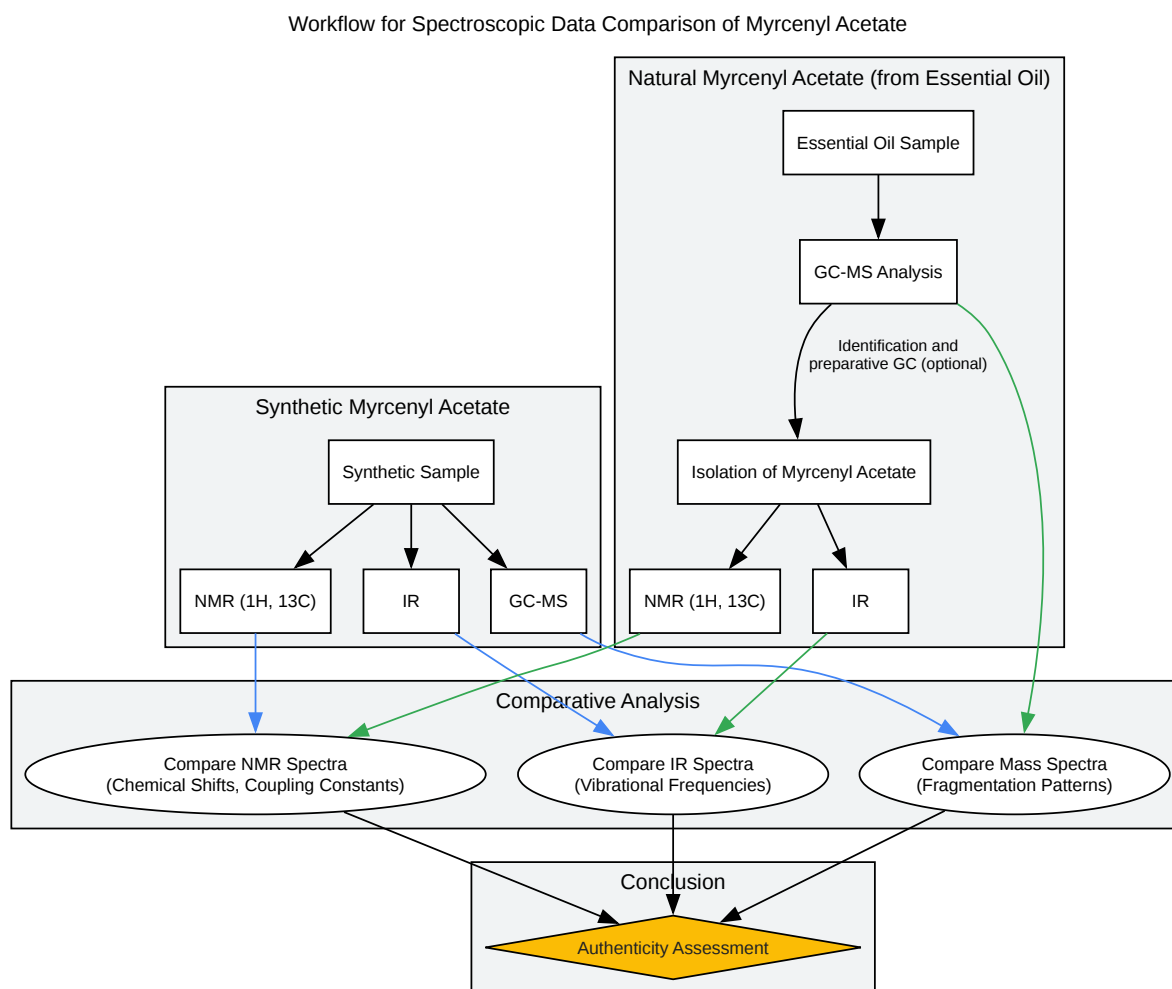 Workflow for Spectroscopic Data Comparison of Myrcenyl Acetate
Natural Myrcenyl Acetate (from Essential Oil)
Essential Oil Sample
GC-MS Analysis
Identification and
preparative GC (optional)
Synthetic Myrcenyl Acetate
Synthetic Sample
Isolation of Myrcenyl Acetate
NMR (1H, 13C)
IR
GC-MS
NMR (1H, 13C)
IR
Comparative Analysis
Compare NMR Spectra
(Chemical Shifts, Coupling Constants)
Compare IR Spectra
(Vibrational Frequencies)
Compare Mass Spectra
(Fragmentation Patterns)
Conclusion
Authenticity Assessment